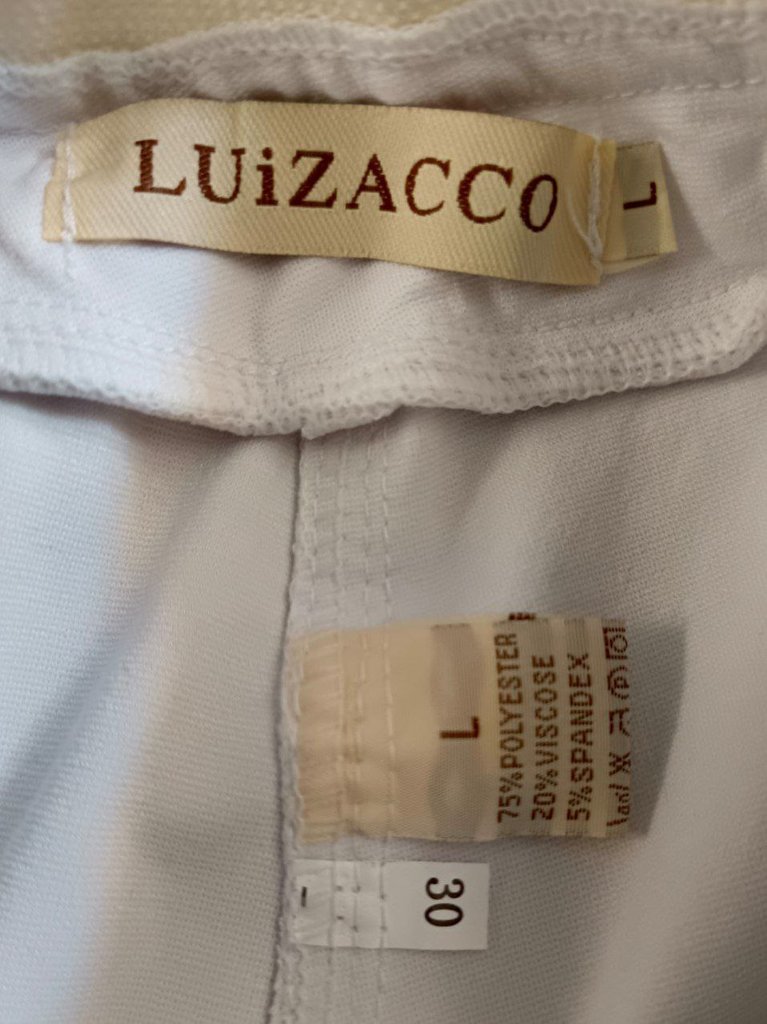 LUiZACCO
L
L
75%POLYESTER
20%VISCOSE
5%SPANDEX
30